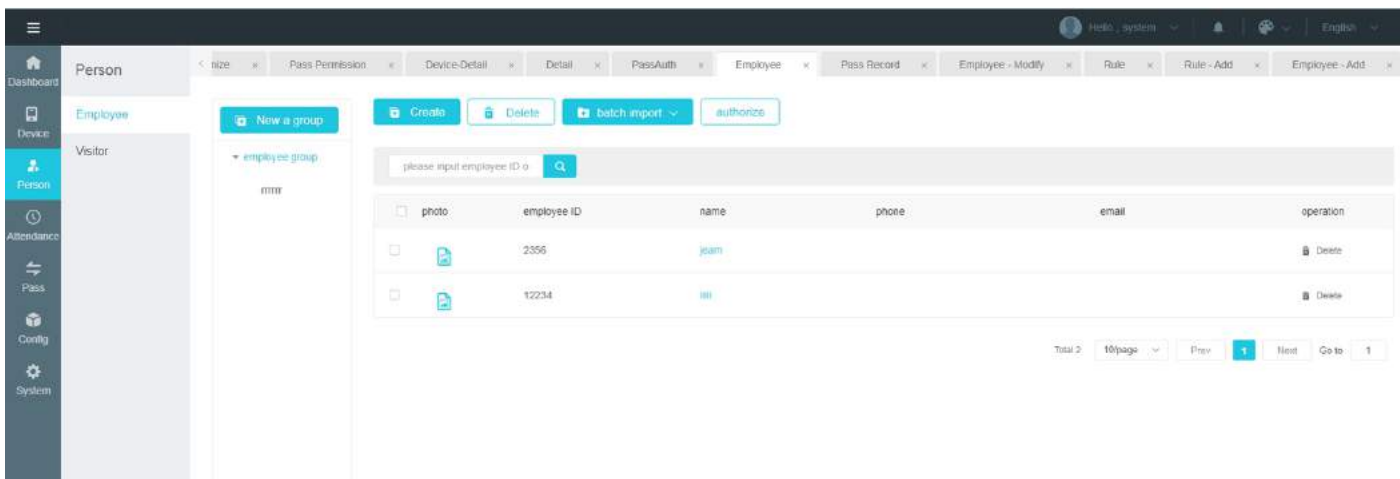 Hello , system English
Dashboard
Device
Person
Attendance
Pass
Config
System
Person
Employee
Visitor
nize Pass Permission Device-Detail Detail PassAuth Employee Pass Record Employee - Modify Rule Rule - Add Employee - Add
New a group
employee group
Create Delete batch import authorize
please input employee ID o
photo employee ID name phone email operation
2356 Delete
12234 Delete
Total 2 10/page Prev 1 Next Go to 1